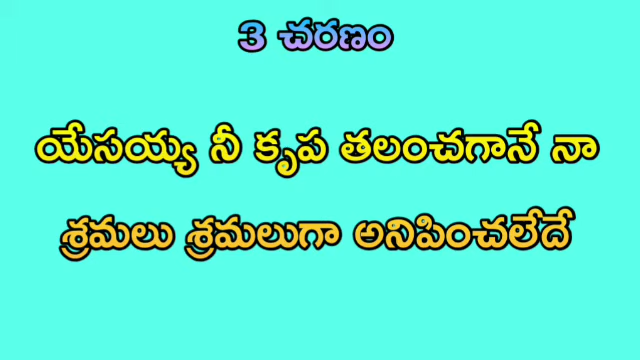 3 చరణం
యేసయ్య నీ కృప తలంచగానే నా
శ్రమలు శ్రమలుగా అనిపించలేదే